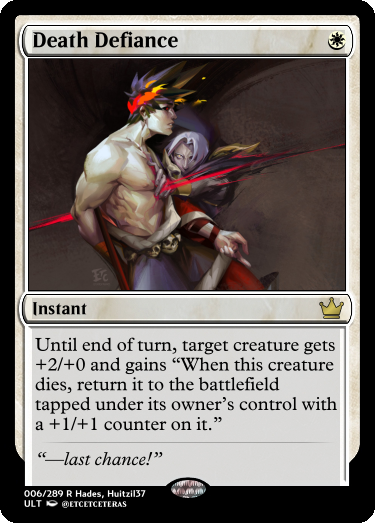 Death Defiance
Instant
Until end of turn, target creature gets
+2/+0 and gains “When this creature
dies, return it to the battlefield
tapped under its owner’s control with
a +1/+1 counter on it.”
“—last chance!”
006/289 R Hades, Huitzil37
ULT @ETCETCETERAS